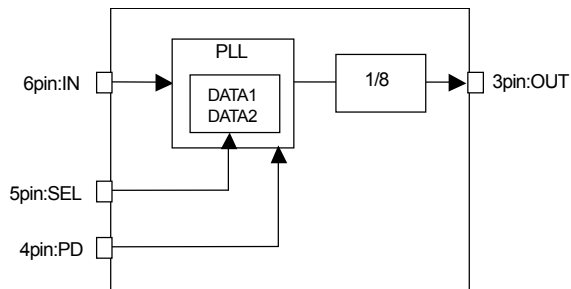 PLL
6pin:IN
DATA1
DATA2
1/8
3pin:OUT
5pin:SEL
4pin:PD